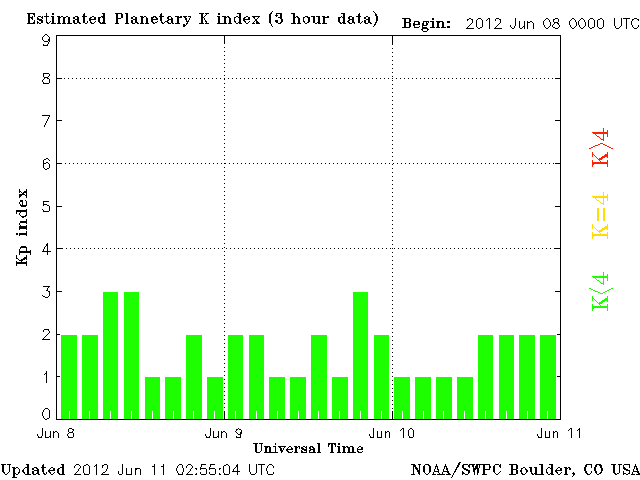 Estimated Planetary K index (3 hour data)
Begin: 2012 Jun 08 0000 UTC
9
8
7
6
5
4
3
2
1
0
Kp index
K>4
K=4
K<4
Jun 8
Jun 9
Jun 10
Jun 11
Universal Time
Updated 2012 Jun 11 02:55:04 UTC
NOAA/SWPC Boulder, CO USA